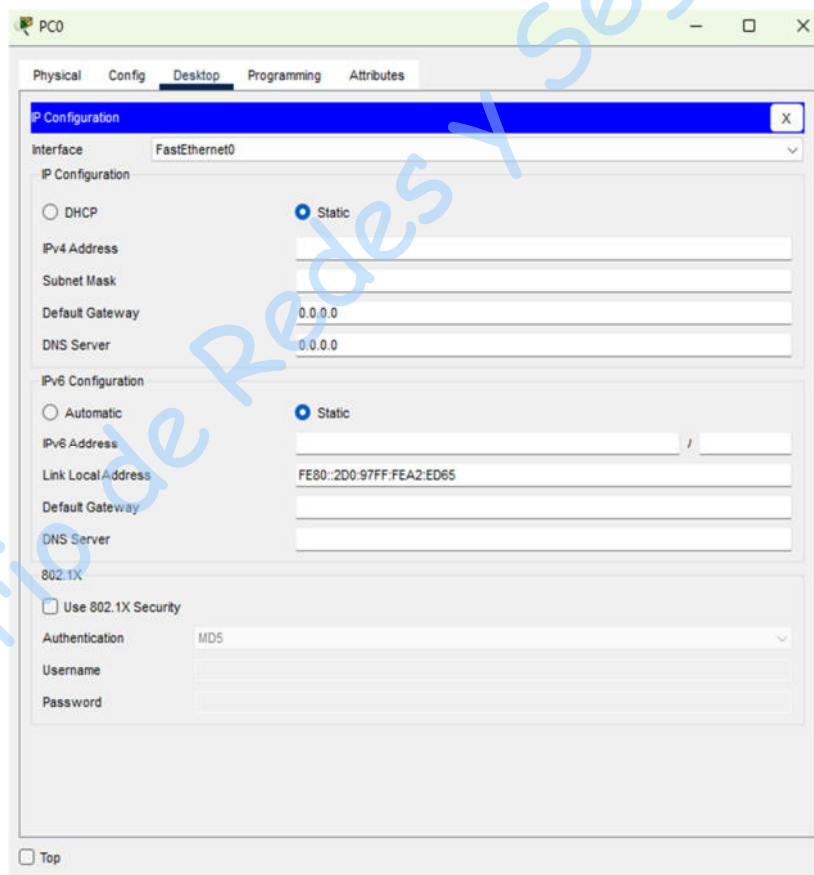 PC0
Physical Config Desktop Programming Attributes
IP Configuration X
Interface FastEthernet0
IP Configuration
DHCP Static
IPv4 Address
Subnet Mask
Default Gateway 0.0.0.0
DNS Server 0.0.0.0
IPv6 Configuration
Automatic Static
IPv6 Address /
Link Local Address FE80::2D0:97FF:FEA2:ED65
Default Gateway
DNS Server
802.1X
Use 802.1X Security
Authentication MD5
Username
Password
Top
de Redes y